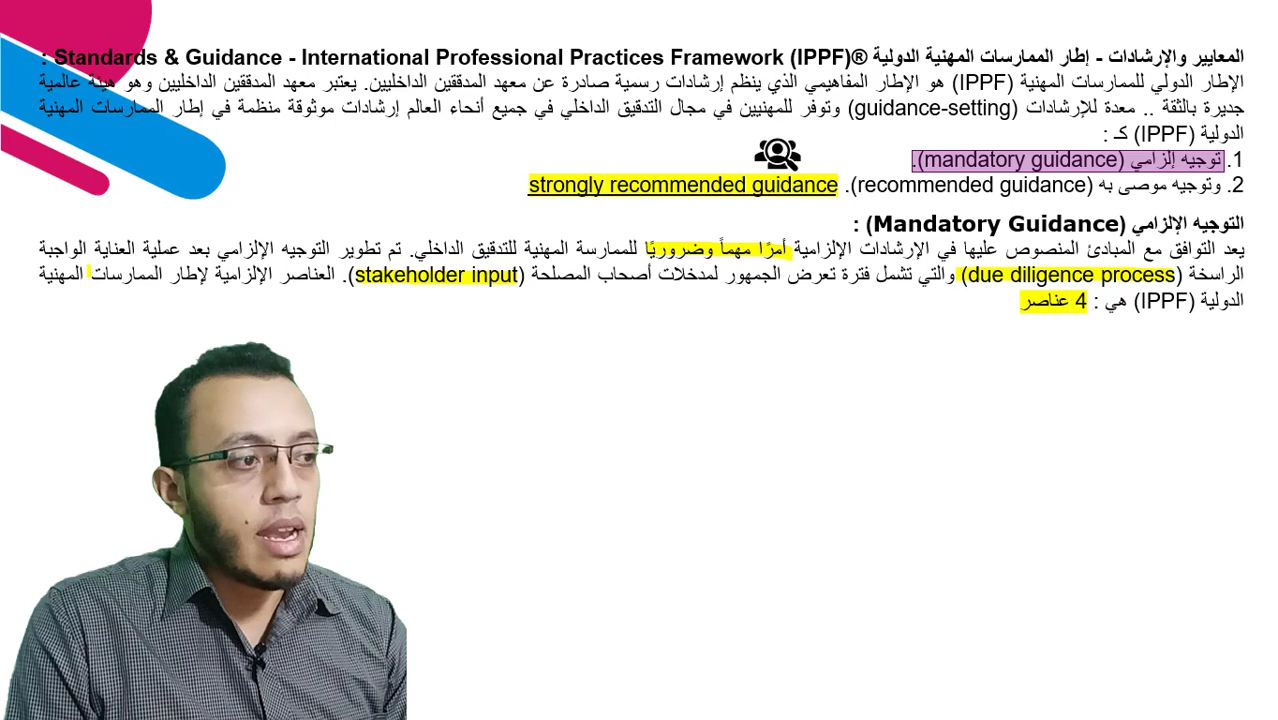 المعايير والإرشادات - إطار الممارسات المهنية الدولية Standards & Guidance - International Professional Practices Framework (IPPF)® :
الإطار الدولي للممارسات المهنية (IPPF) هو الإطار المفاهيمي الذي ينظم إرشادات رسمية صادرة عن معهد المدققين الداخليين. يعتبر معهد المدققين الداخليين وهو هيئة عالمية
جديرة بالثقة .. معدة للإرشادات (guidance-setting) وتوفر للمهنيين في مجال التدقيق الداخلي في جميع أنحاء العالم إرشادات موثوقة منظمة في إطار الممارسات المهنية
الدولية (IPPF) كـ :
1. توجيه إلزامي (mandatory guidance).
2. وتوجيه موصى به (recommended guidance). strongly recommended guidance
التوجيه الإلزامي (Mandatory Guidance) :
يعد التوافق مع المبادئ المنصوص عليها في الإرشادات الإلزامية أمرًا مهماً وضروريًا للممارسة المهنية للتدقيق الداخلي. تم تطوير التوجيه الإلزامي بعد عملية العناية الواجبة
الراسخة (due diligence process) والتي تشمل فترة تعرض الجمهور لمدخلات أصحاب المصلحة (stakeholder input). العناصر الإلزامية لإطار الممارسات المهنية
الدولية (IPPF) هي : 4 عناصر